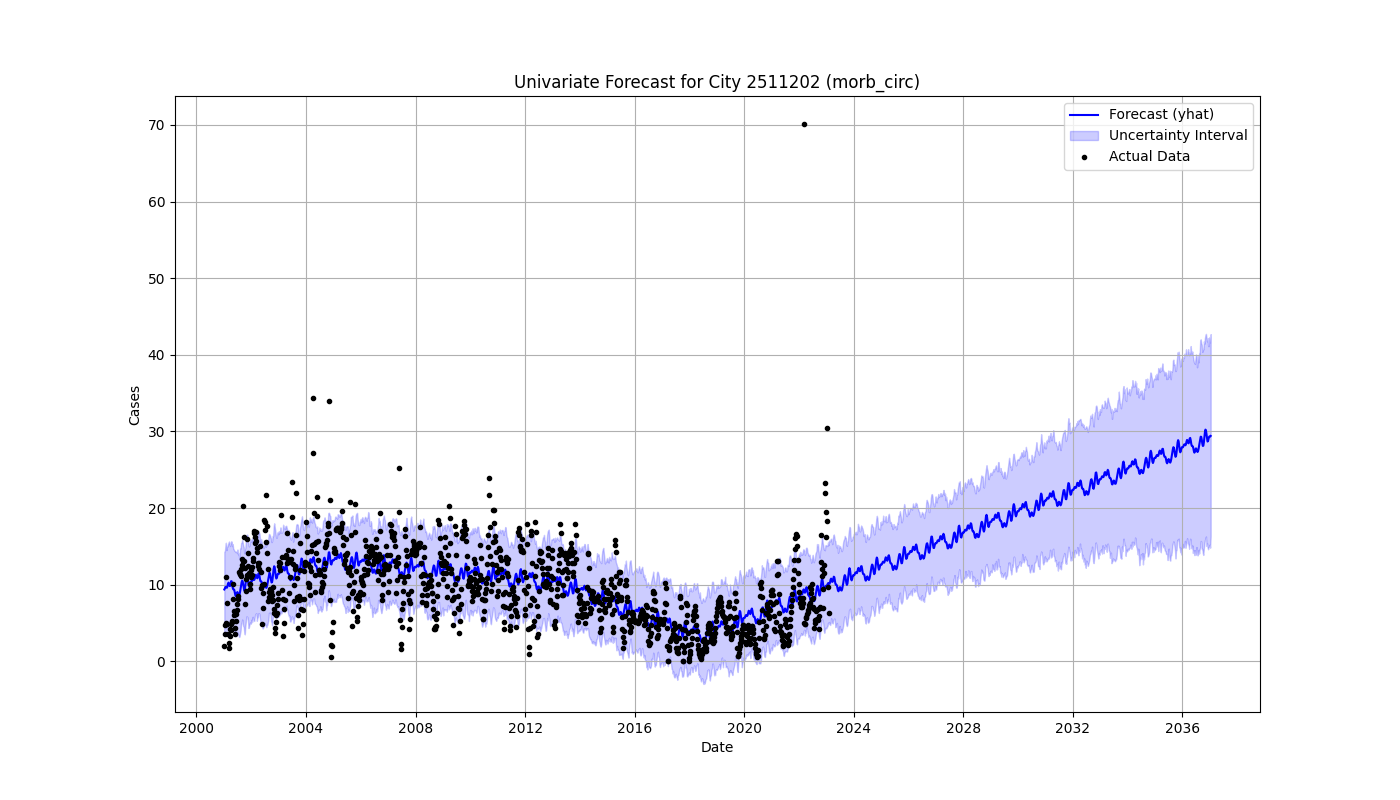 Univariate Forecast for City 2511202 (morb_circ)
Forecast (yhat)
Uncertainty Interval
Actual Data
Cases
70
60
50
40
30
20
10
0
2000 2004 2008 2012 2016 2020 2024 2028 2032 2036
Date